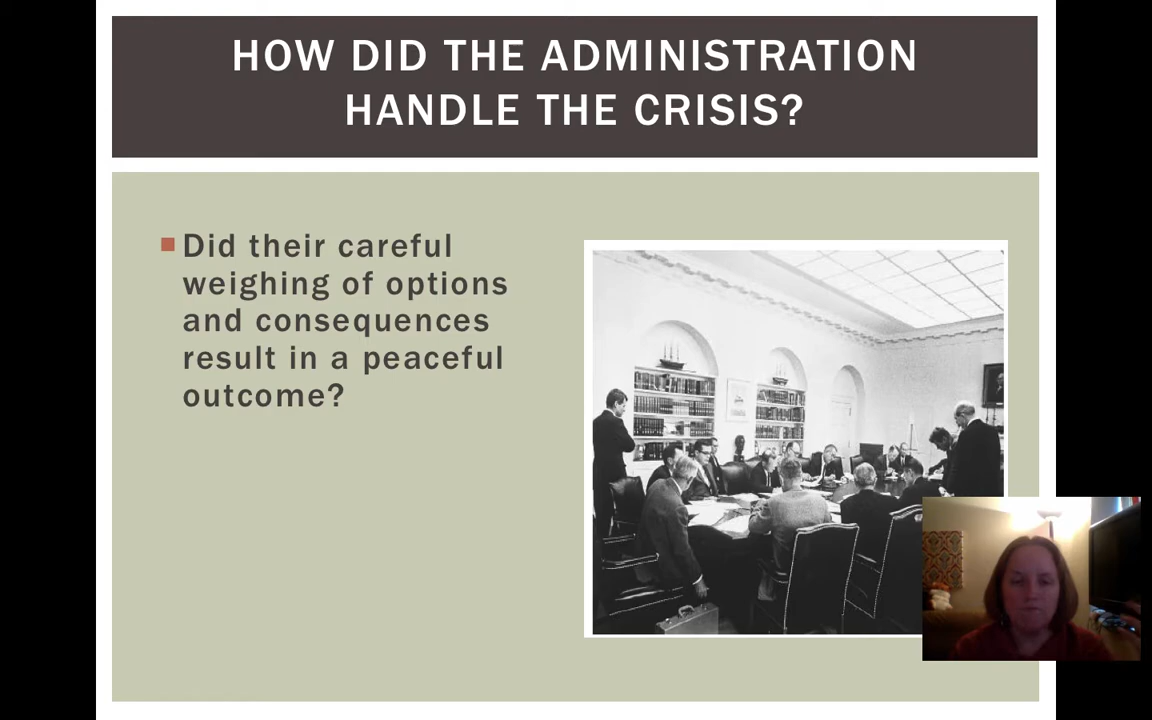 HOW DID THE ADMINISTRATION
HANDLE THE CRISIS?
Did their careful
weighing of options
and consequences
result in a peaceful
outcome?